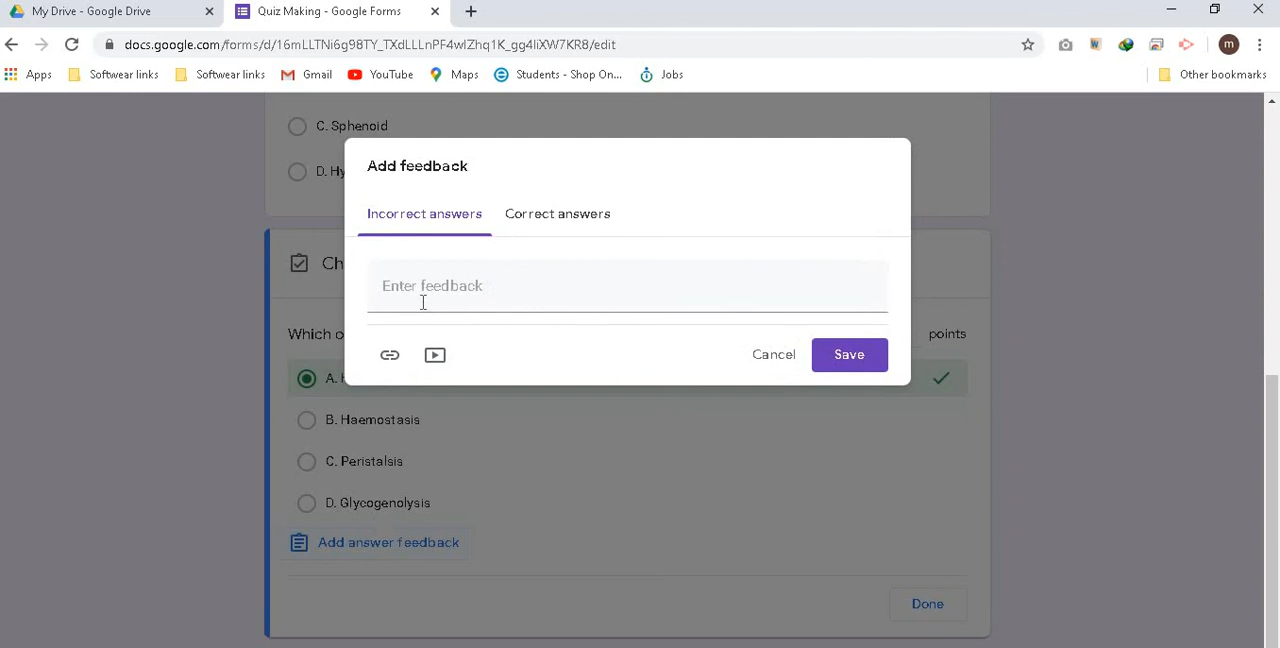 My Drive - Google Drive
Quiz Making - Google Forms
docs.google.com/forms/d/16mLLTNi6g98TY_TXdLLLnPF4wIZhq1K_gg4IiXW7KR8/edit
m
Apps
Softwear links
Softwear links
Gmail
YouTube
Maps
Students - Shop On...
Jobs
Other bookmarks
C. Sphenoid
D. Hy
Add feedback
Incorrect answers
Correct answers
Ch
Enter feedback
Which o
points
Cancel
Save
A.
B. Haemostasis
C. Peristalsis
D. Glycogenolysis
Add answer feedback
Done